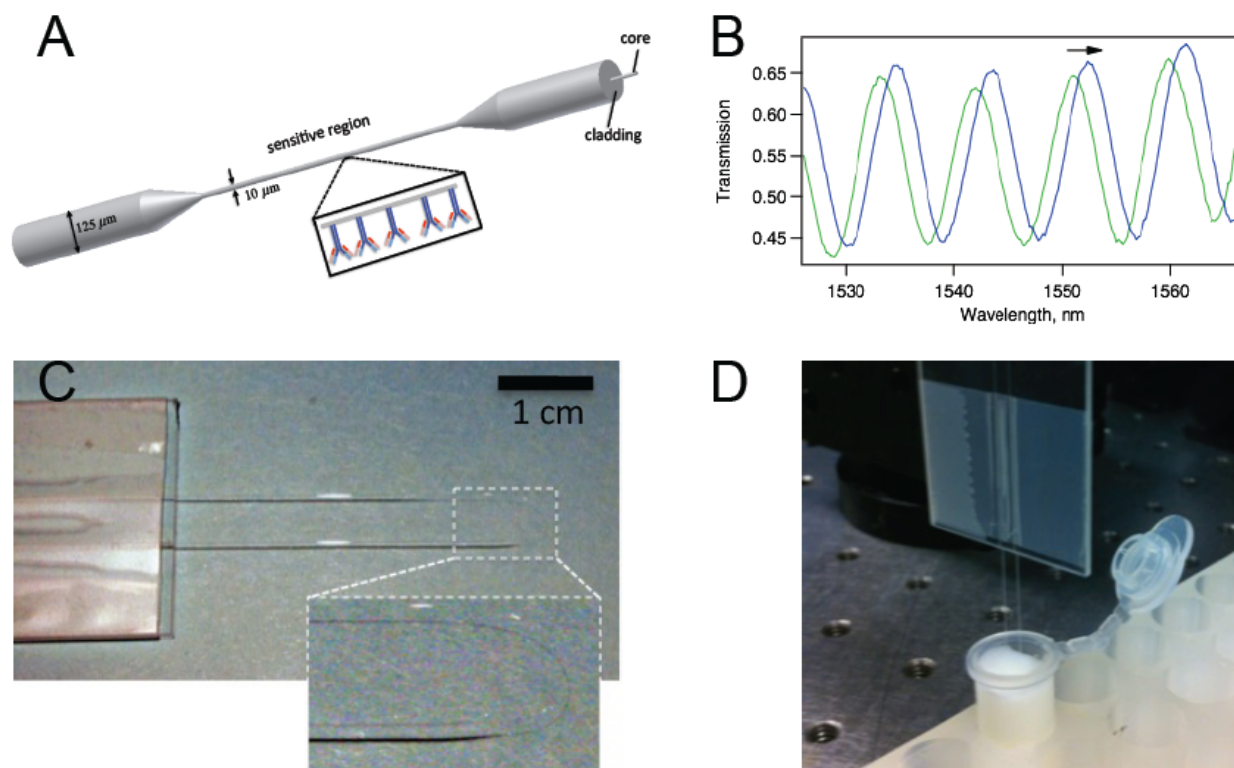 A
core
cladding
sensitive region
10 μm
125 μm
B
Transmission
0.65
0.60
0.55
0.50
0.45
1530
1540
1550
1560
Wavelength, nm
C
1 cm
D